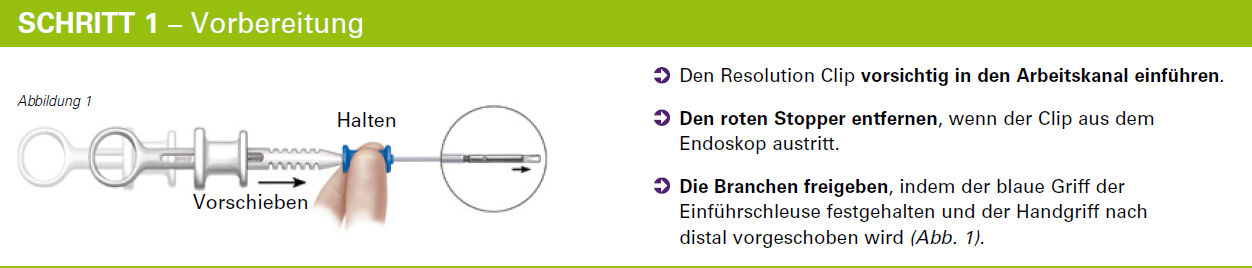 SCHRITT 1 – Vorbereitung
Abbildung 1
Halten
Vorschieben
Den Resolution Clip vorsichtig in den Arbeitskanal einführen.
Den roten Stopper entfernen, wenn der Clip aus dem
Endoskop austritt.
Die Branchen freigeben, indem der blaue Griff der
Einführschleuse festgehalten und der Handgriff nach
distal vorgeschoben wird (Abb. 1).